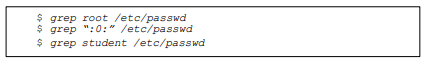 $ grep root /etc/passwd
$ grep “:0:” /etc/passwd
$ grep student /etc/passwd